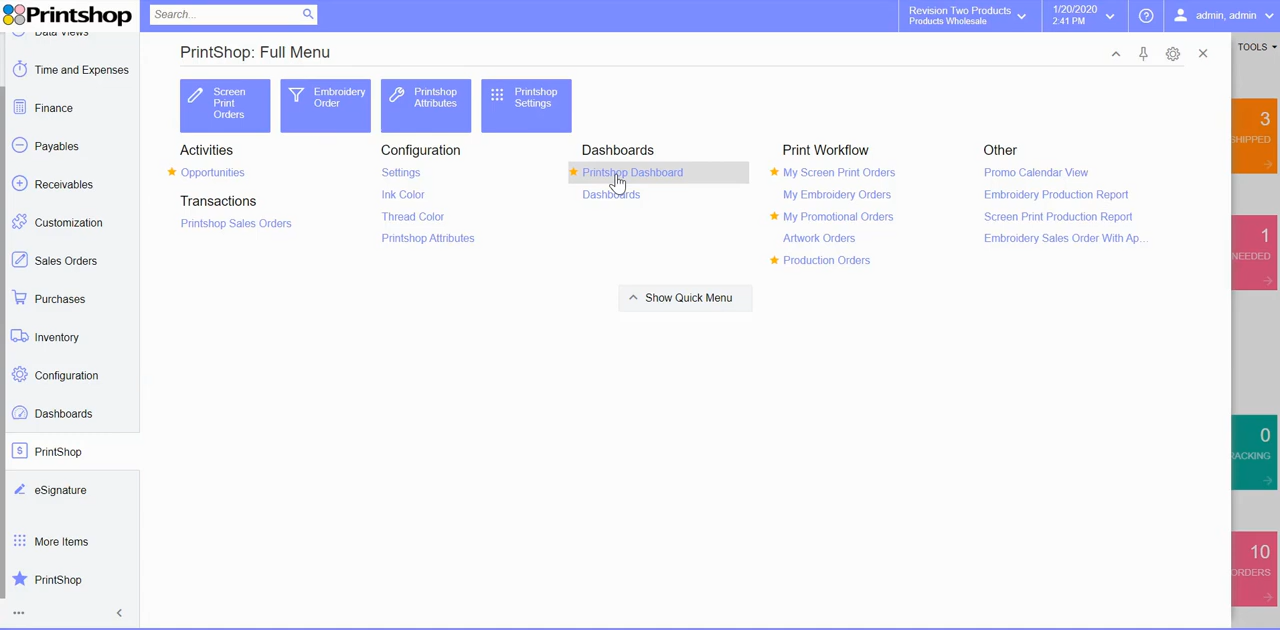 Printshop
Search...
Revision Two Products
Products Wholesale
1/20/2020
2:41 PM
admin, admin
Data Views
Time and Expenses
Finance
Payables
Receivables
Customization
Sales Orders
Purchases
Inventory
Configuration
Dashboards
PrintShop
eSignature
More Items
PrintShop
PrintShop: Full Menu
Screen
Print
Orders
Embroidery
Order
Printshop
Attributes
Printshop
Settings
Activities
Opportunities
Transactions
Printshop Sales Orders
Configuration
Settings
Ink Color
Thread Color
Printshop Attributes
Dashboards
Printshop Dashboard
Dashboards
Print Workflow
My Screen Print Orders
My Embroidery Orders
My Promotional Orders
Artwork Orders
Production Orders
Other
Promo Calendar View
Embroidery Production Report
Screen Print Production Report
Embroidery Sales Order With Ap...
Show Quick Menu
TOOLS
3
SHIPPED
1
NEEDED
0
RACKING
10
ORDERS